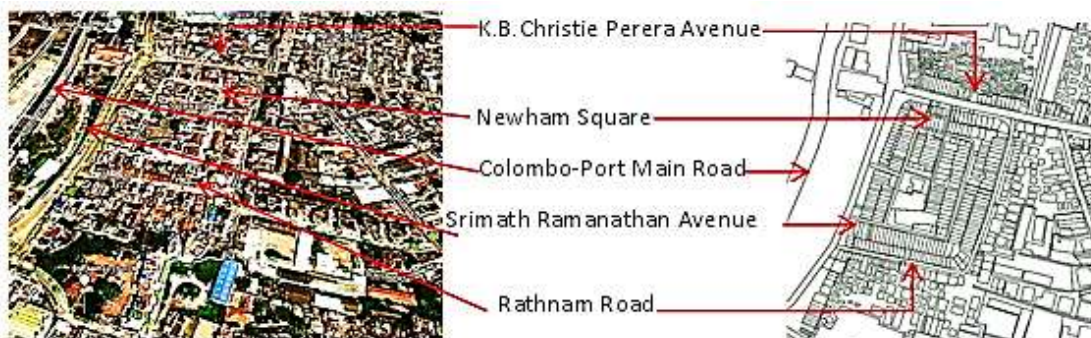 K.B.Christie Perera Avenue
Newham Square
Colombo-Port Main Road
Srimath Ramanathan Avenue
Rathnam Road